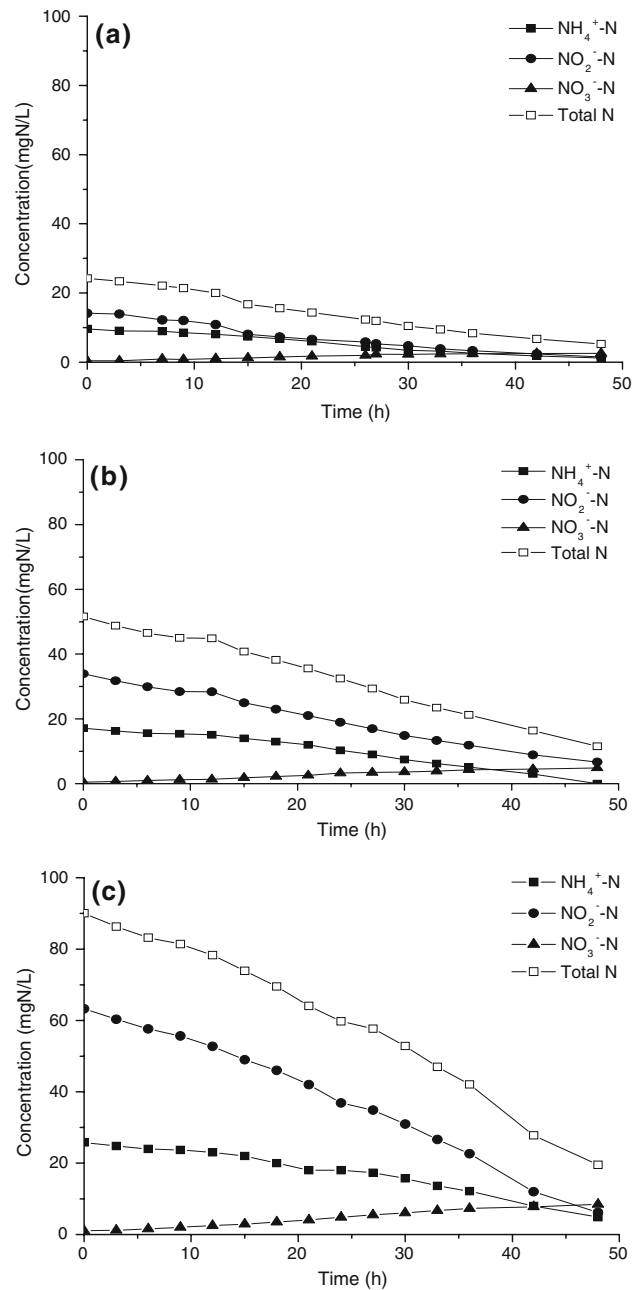 (a)
NH₄⁺-N
NO₂⁻-N
NO₃⁻-N
Total N
100
80
60
40
20
0
Concentration(mgN/L)
0 10 20 30 40 50
Time (h)
(b)
NH₄⁺-N
NO₂⁻-N
NO₃⁻-N
Total N
100
80
60
40
20
0
Concentration(mgN/L)
0 10 20 30 40 50
Time (h)
(c)
NH₄⁺-N
NO₂⁻-N
NO₃⁻-N
Total N
100
80
60
40
20
0
Concentration (mgN/L)
0 10 20 30 40 50
Time (h)